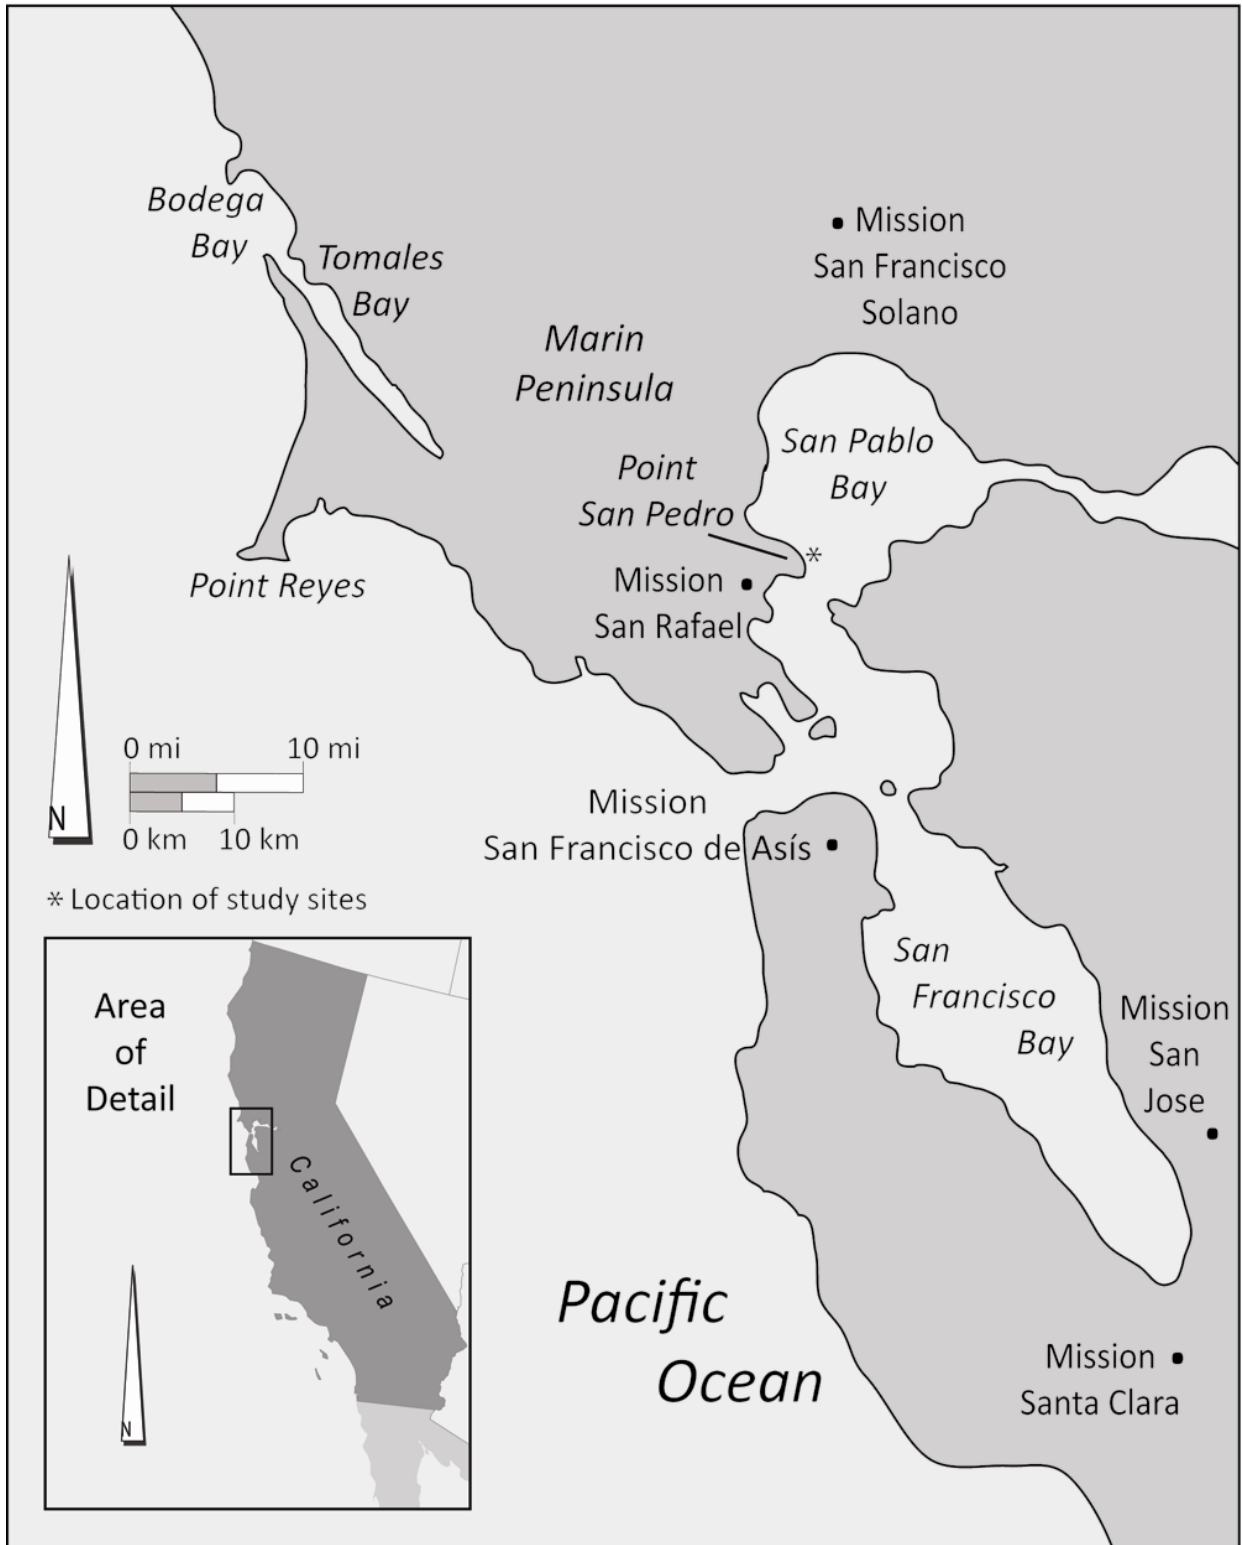 Bodega
Bay
Tomales
Bay
Mission
San Francisco
Solano
Marin
Peninsula
San Pablo
Bay
Point
San Pedro
*
Mission
San Rafael
Point Reyes
N
0 mi 10 mi
0 km 10 km
* Location of study sites
Mission
San Francisco de Asís
San
Francisco
Bay
Mission
San
Jose
Area
of
Detail
California
N
Pacific
Ocean
Mission
Santa Clara